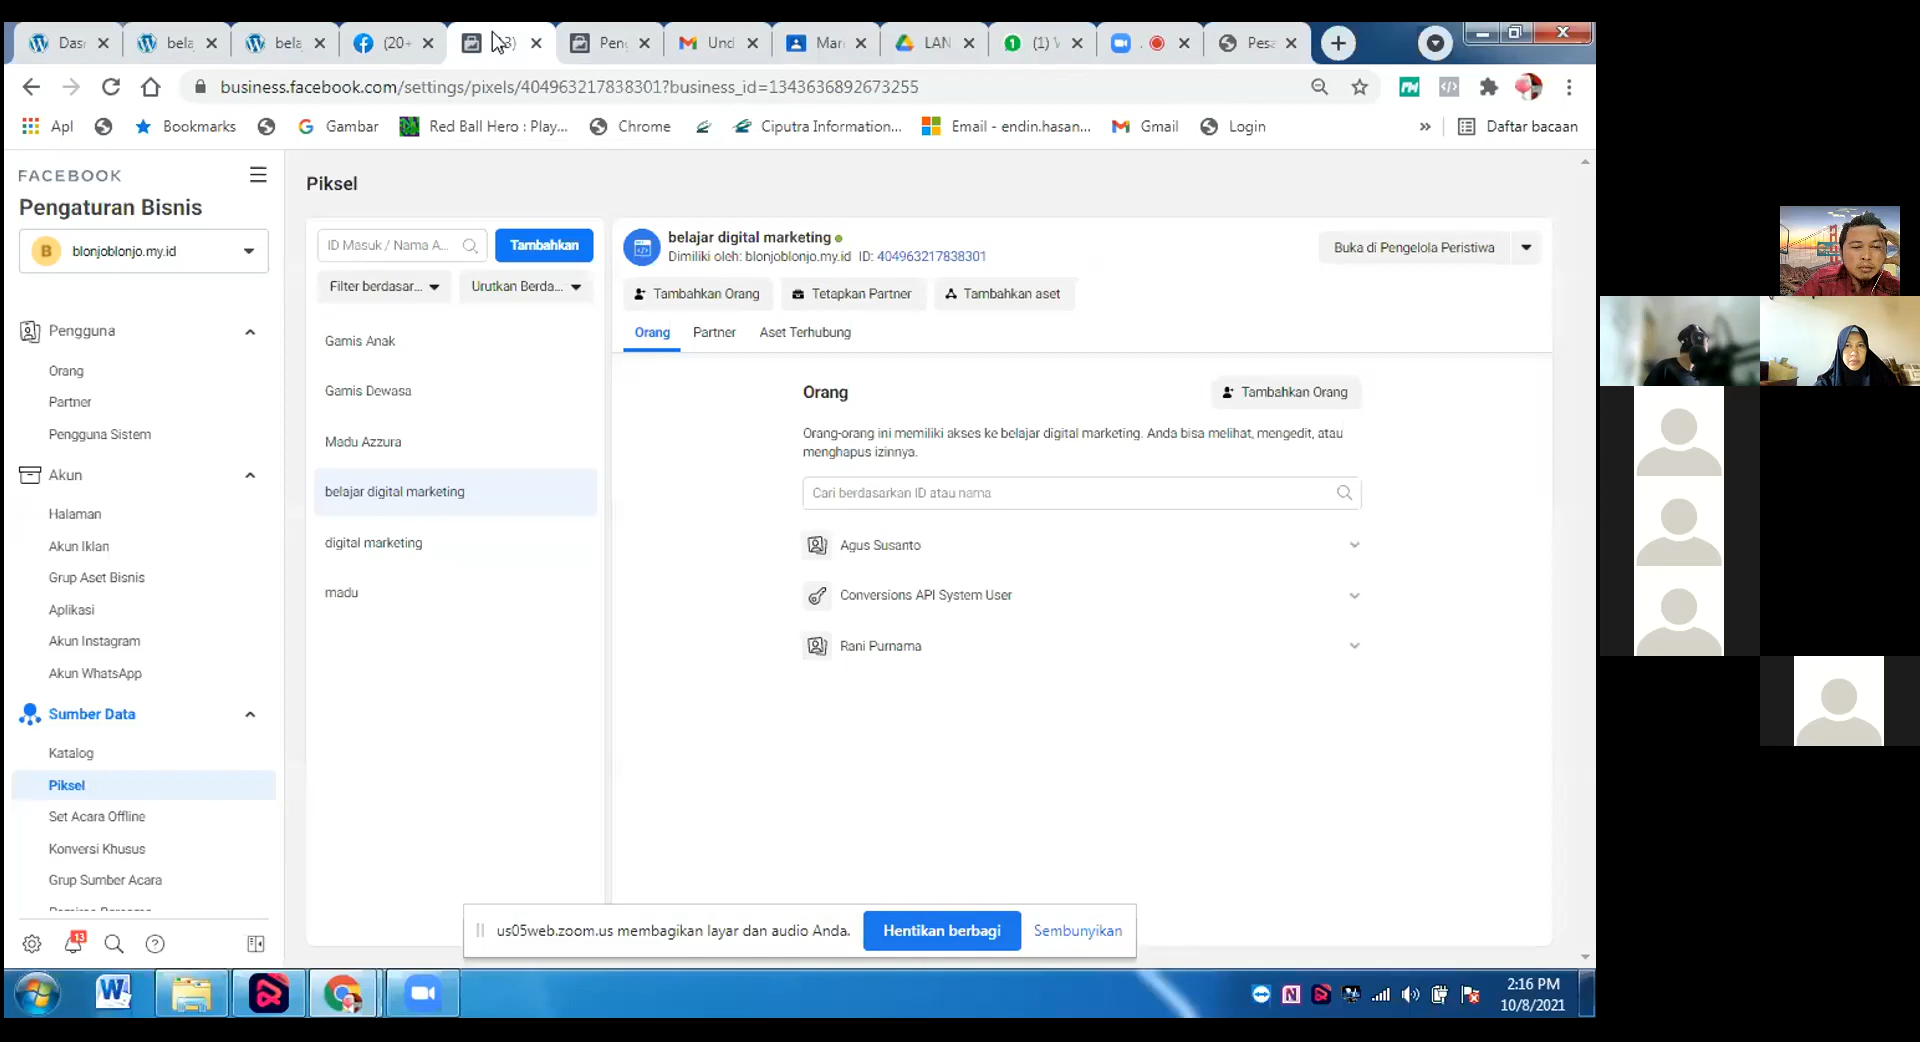 Das
bela
bela
(20+
3)
Peng
Und
Mar
LAN
(1) V
Pesa
business.facebook.com/settings/pixels/404963217838301?business_id=1343636892673255
Apl
Bookmarks
Gambar
Red Ball Hero : Play...
Chrome
Ciputra Information...
Email - endin.hasan...
Gmail
Login
»
Daftar bacaan
FACEBOOK
Pengaturan Bisnis
B
blonjoblonjo.my.id
Pengguna
Orang
Partner
Pengguna Sistem
Akun
Halaman
Akun Iklan
Grup Aset Bisnis
Aplikasi
Akun Instagram
Akun WhatsApp
Sumber Data
Katalog
Piksel
Set Acara Offline
Konversi Khusus
Grup Sumber Acara
13
Piksel
ID Masuk / Nama A...
Tambahkan
Filter berdasar...
Urutkan Berda...
Gamis Anak
Gamis Dewasa
Madu Azzura
belajar digital marketing
digital marketing
madu
belajar digital marketing
Dimiliki oleh: blonjoblonjo.my.id ID: 404963217838301
Buka di Pengelola Peristiwa
Tambahkan Orang
Tetapkan Partner
Tambahkan aset
Orang
Partner
Aset Terhubung
Orang
Tambahkan Orang
Orang-orang ini memiliki akses ke belajar digital marketing. Anda bisa melihat, mengedit, atau
menghapus izinnya.
Cari berdasarkan ID atau nama
Agus Susanto
Conversions API System User
Rani Purnama
us05web.zoom.us membagikan layar dan audio Anda.
Hentikan berbagi
Sembunyikan
2:16 PM
10/8/2021